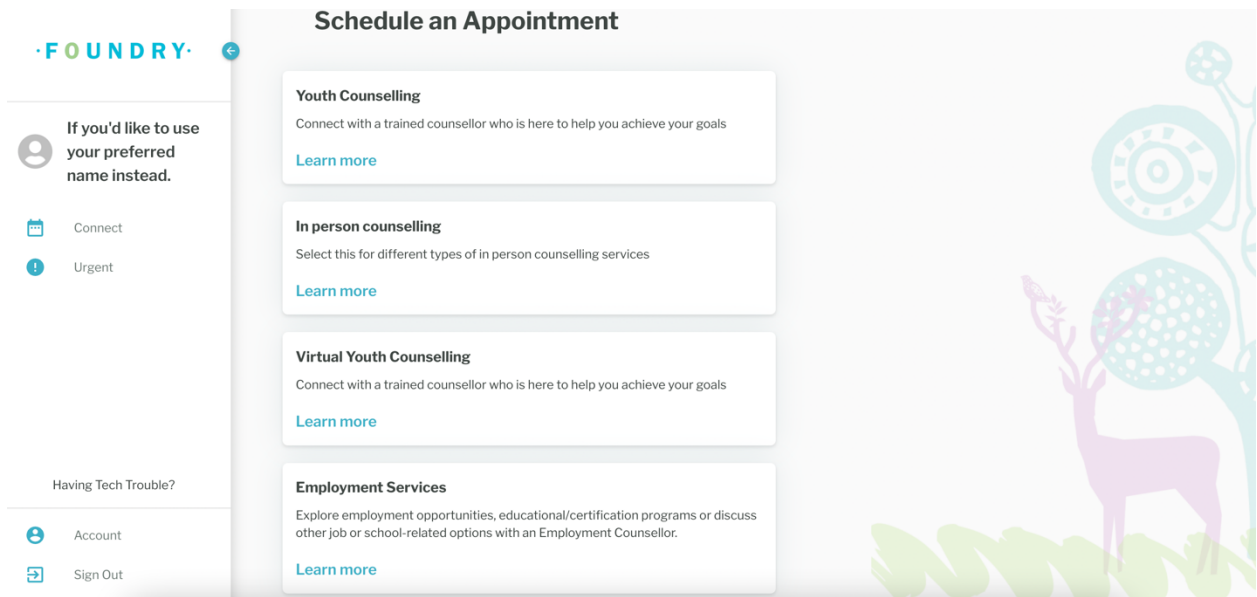 ·FOUNDRY·
If you'd like to use
your preferred
name instead.
Connect
Urgent
Having Tech Trouble?
Account
Sign Out
Schedule an Appointment
Youth Counselling
Connect with a trained counsellor who is here to help you achieve your goals
Learn more
In person counselling
Select this for different types of in person counselling services
Learn more
Virtual Youth Counselling
Connect with a trained counsellor who is here to help you achieve your goals
Learn more
Employment Services
Explore employment opportunities, educational/certification programs or discuss
other job or school-related options with an Employment Counsellor.
Learn more